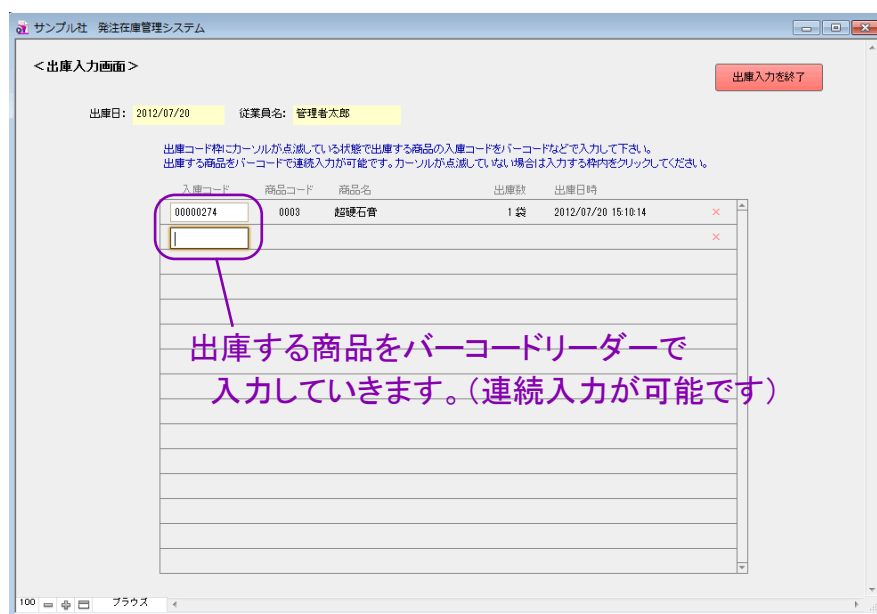 サンプル社 発注在庫管理システム
<出庫入力画面>
出庫入力を終了
出庫日: 2012/07/20 従業員名: 管理者太郎
出庫コード枠にカーソルが点滅している状態で出庫する商品の入庫コードをバーコードなどで入力して下さい。
出庫する商品をバーコードで連続入力が可能です。カーソルが点滅していない場合は入力する枠内をクリックしてください。
入庫コード 商品コード 商品名 出庫数 出庫日時
00000274 0003 超硬石膏 1 袋 2012/07/20 15:10:14 ×
×
出庫する商品をバーコードリーダーで
入力していきます。(連続入力が可能です)
100 ブラウズ